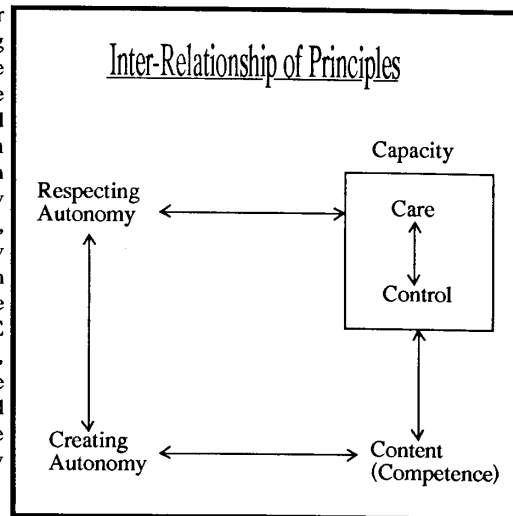 Inter-Relationship of Principles
Capacity
Respecting
Autonomy
Care
Control
Creating
Autonomy
Content
(Competence)